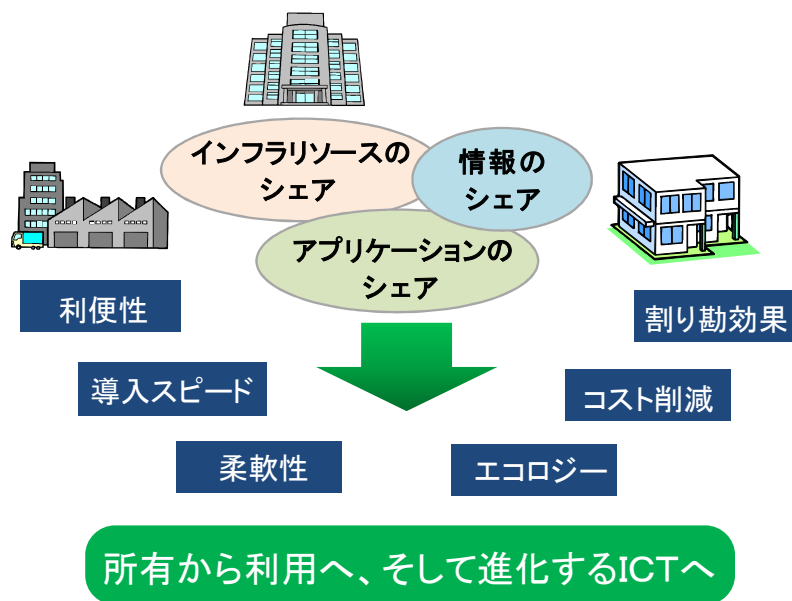 インフラリソースの
シェア
情報の
シェア
アプリケーションの
シェア
利便性
割り勘効果
導入スピード
コスト削減
柔軟性
エコロジー
所有から利用へ、そして進化するICTへ